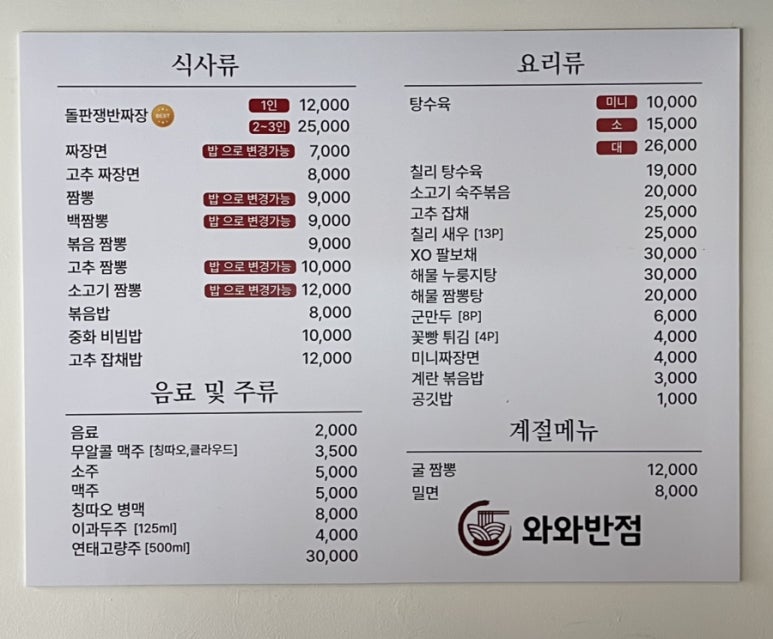 식사류
돌판쟁반짜장 BEST 1인 12,000
2~3인 25,000
짜장면 밥 으로 변경가능 7,000
고추 짜장면 8,000
짬뽕 밥 으로 변경가능 9,000
백짬뽕 밥 으로 변경가능 9,000
볶음 짬뽕 9,000
고추 짬뽕 밥 으로 변경가능 10,000
소고기 짬뽕 밥 으로 변경가능 12,000
볶음밥 8,000
중화 비빔밥 10,000
고추 잡채밥 12,000
음료 및 주류
음료 2,000
무알콜 맥주 [칭따오,클라우드] 3,500
소주 5,000
맥주 5,000
칭따오 병맥 8,000
이과두주 [125ml] 4,000
연태고량주 [500ml] 30,000
요리류
탕수육 미니 10,000
소 15,000
대 26,000
칠리 탕수육 19,000
소고기 숙주볶음 20,000
고추 잡채 25,000
칠리 새우 [13P] 25,000
XO 팔보채 30,000
해물 누룽지탕 30,000
해물 짬뽕탕 20,000
군만두 [8P] 6,000
꽃빵 튀김 [4P] 4,000
미니짜장면 4,000
계란 볶음밥 3,000
공깃밥 1,000
계절메뉴
굴 짬뽕 12,000
밀면 8,000
와와반점